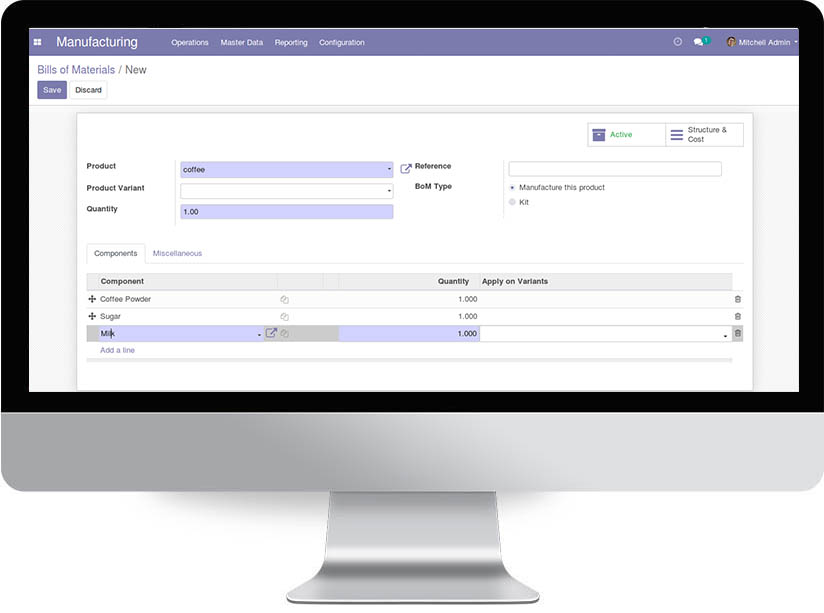 Manufacturing Operations Master Data Reporting Configuration 1 Mitchell Admin
Bills of Materials / New
Save Discard
Active Structure & Cost
Product coffee Reference
Product Variant BoM Type Manufacture this product
Kit
Quantity 1.00
Components Miscellaneous
Component Quantity Apply on Variants
Coffee Powder 1.000
Sugar 1.000
Milk 1.000
Add a line